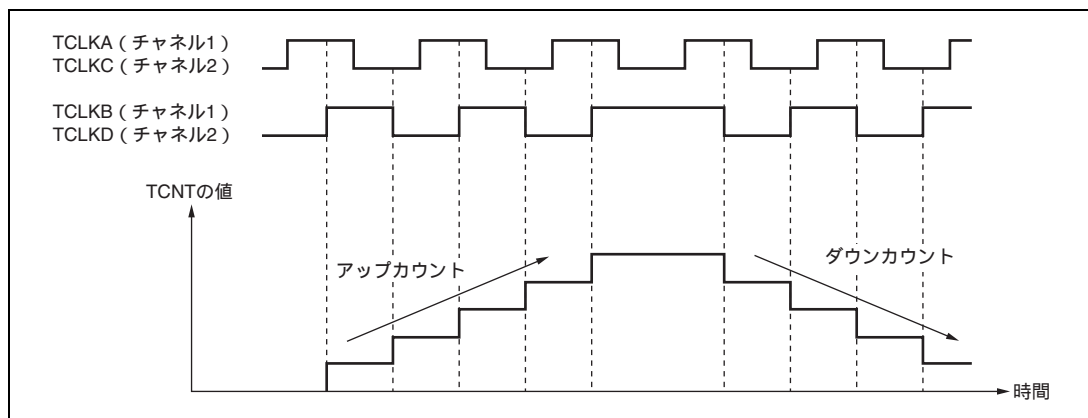 TCLKA（チャネル1）
TCLKC（チャネル2）
TCLKB（チャネル1）
TCLKD（チャネル2）
TCNTの値
アップカウント
ダウンカウント
時間